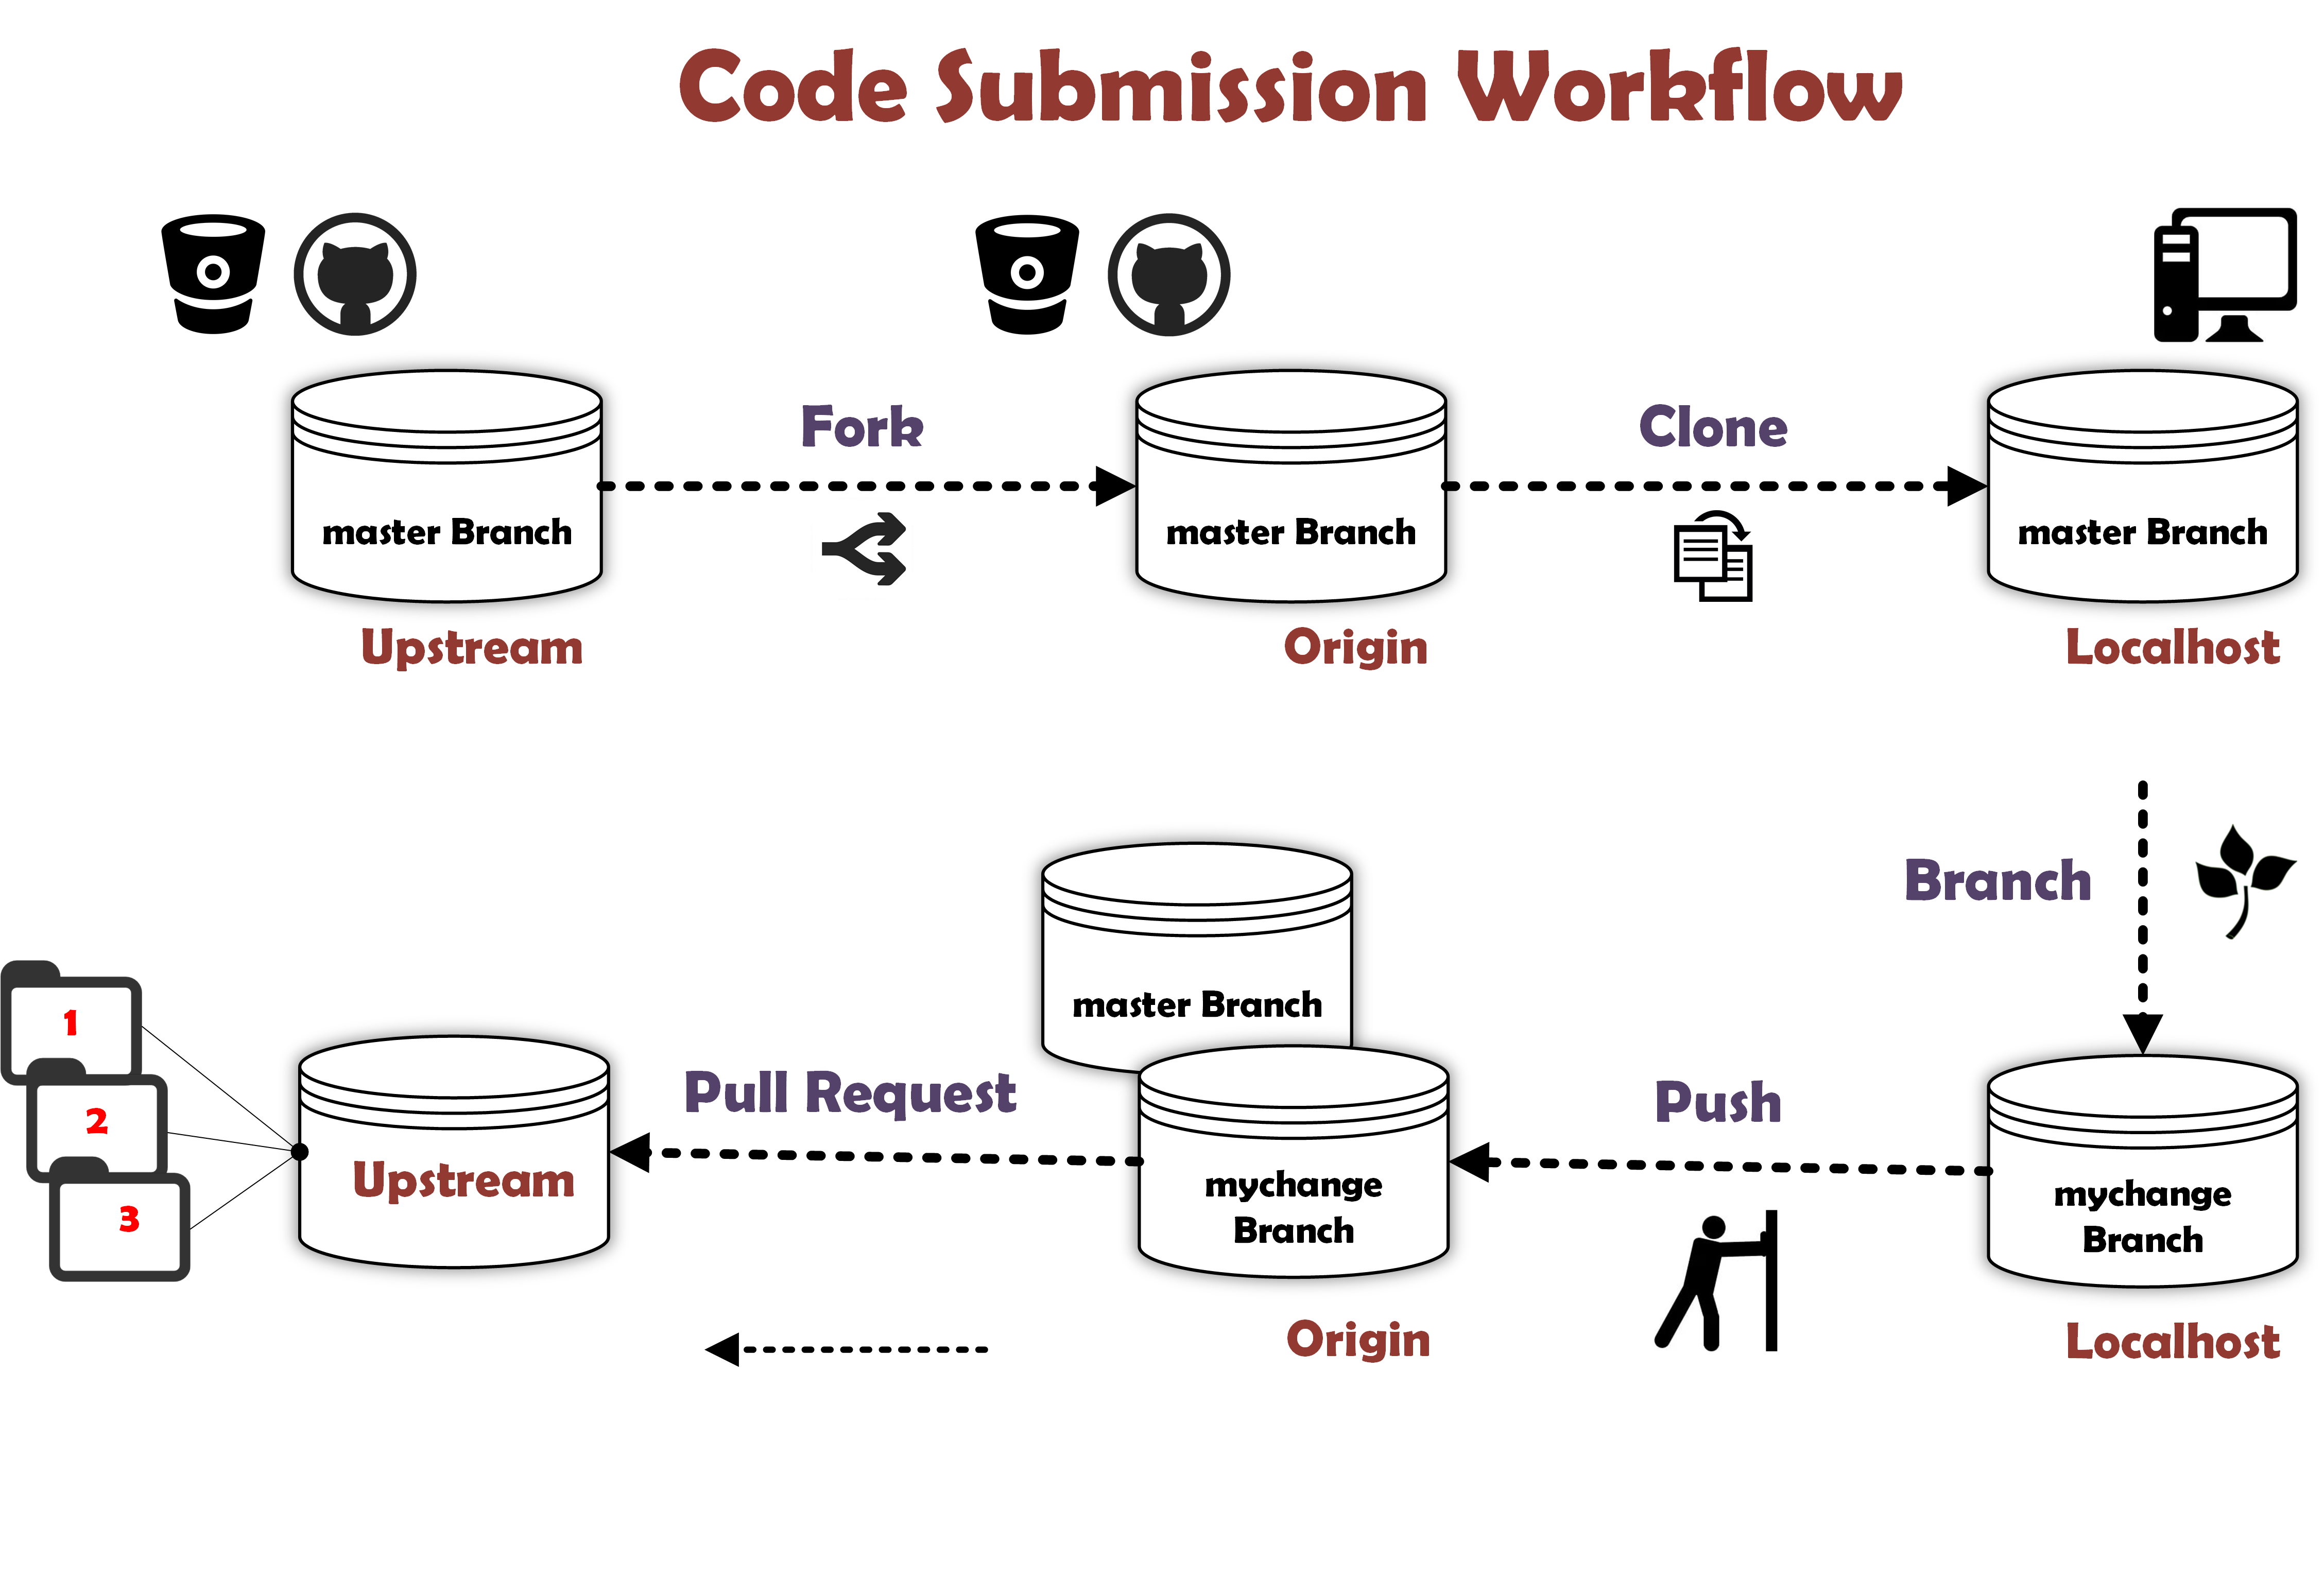 Code Submission Workflow
Fork
Clone
master Branch
master Branch
master Branch
Upstream
Origin
Localhost
Branch
master Branch
1
2
3
Pull Request
Push
Upstream
mychange
Branch
mychange
Branch
Origin
Localhost